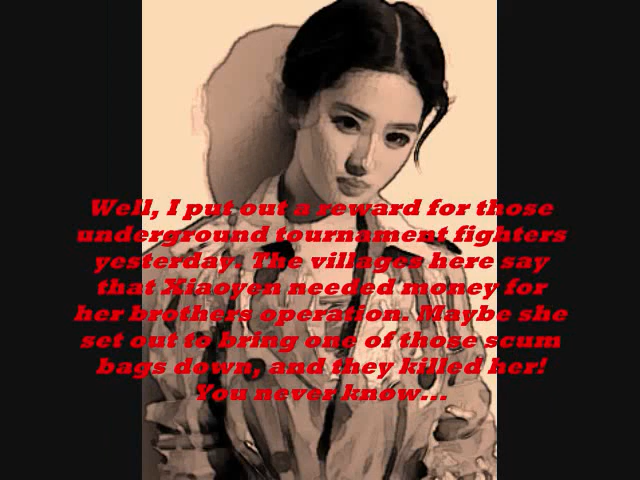 Well, I put out a reward for those
underground tournament fighters
yesterday. The villages here say
that Xiaoyen needed money for
her brothers operation. Maybe she
set out to bring one of those scum
bags down, and they killed her!
You never know...